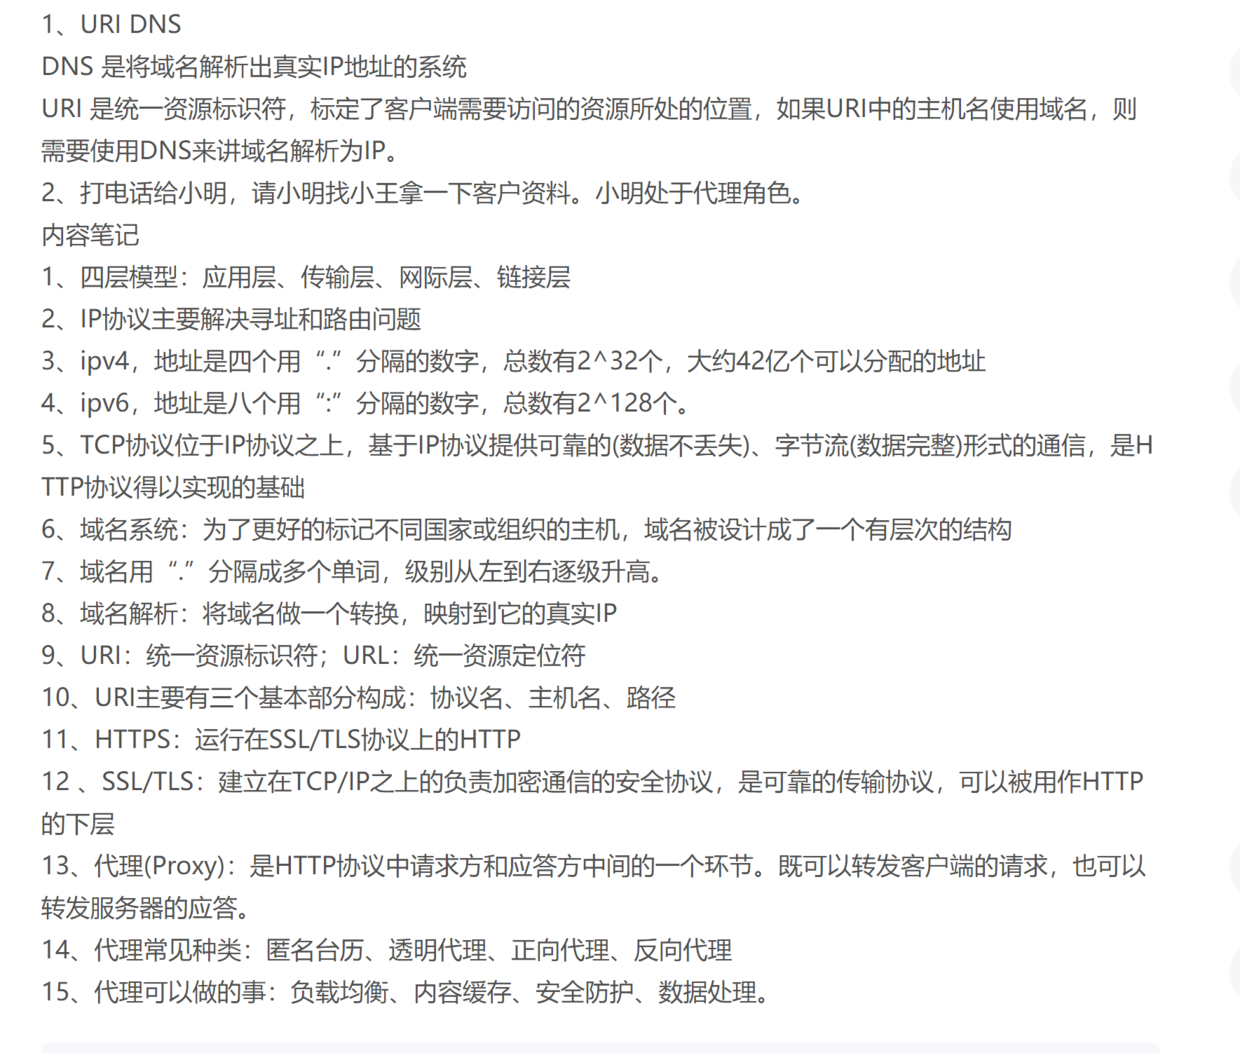 1、URI DNS
DNS 是将域名解析出真实IP地址的系统
URI 是统一资源标识符，标定了客户端需要访问的资源所处的位置，如果URI中的主机名使用域名，则
需要使用DNS来讲域名解析为IP。
2、打电话给小明，请小明找小王拿一下客户资料。小明处于代理角色。
内容笔记
1、四层模型：应用层、传输层、网际层、链接层
2、IP协议主要解决寻址和路由问题
3、ipv4，地址是四个用“.”分隔的数字，总数有2^32个，大约42亿个可以分配的地址
4、ipv6，地址是八个用“:”分隔的数字，总数有2^128个。
5、TCP协议位于IP协议之上，基于IP协议提供可靠的(数据不丢失)、字节流(数据完整)形式的通信，是H
TTP协议得以实现的基础
6、域名系统：为了更好的标记不同国家或组织的主机，域名被设计成了一个有层次的结构
7、域名用“.”分隔成多个单词，级别从左到右逐级升高。
8、域名解析：将域名做一个转换，映射到它的真实IP
9、URI：统一资源标识符；URL：统一资源定位符
10、URI主要有三个基本部分构成：协议名、主机名、路径
11、HTTPS：运行在SSL/TLS协议上的HTTP
12 、SSL/TLS：建立在TCP/IP之上的负责加密通信的安全协议，是可靠的传输协议，可以被用作HTTP
的下层
13、代理(Proxy)：是HTTP协议中请求方和应答方中间的一个环节。既可以转发客户端的请求，也可以
转发服务器的应答。
14、代理常见种类：匿名台历、透明代理、正向代理、反向代理
15、代理可以做的事：负载均衡、内容缓存、安全防护、数据处理。